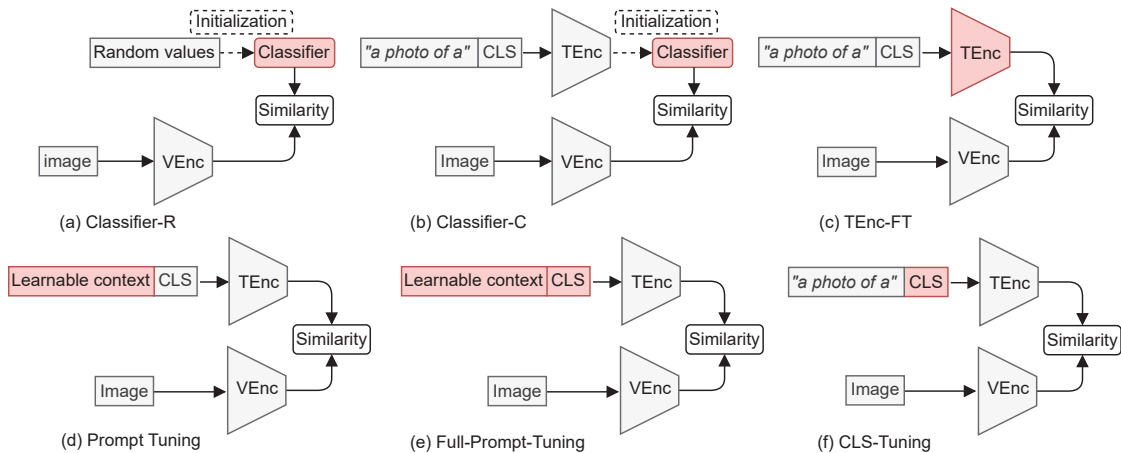 Initialization
Random values
Classifier
Similarity
image
VEnc
(a) Classifier-R
Initialization
"a photo of a" CLS
TEnc
Classifier
Similarity
Image
VEnc
(b) Classifier-C
"a photo of a" CLS
TEnc
Similarity
Image
VEnc
(c) TEnc-FT
Learnable context CLS
TEnc
Similarity
Image
VEnc
(d) Prompt Tuning
Learnable context CLS
TEnc
Similarity
Image
VEnc
(e) Full-Prompt-Tuning
"a photo of a" CLS
TEnc
Similarity
Image
VEnc
(f) CLS-Tuning